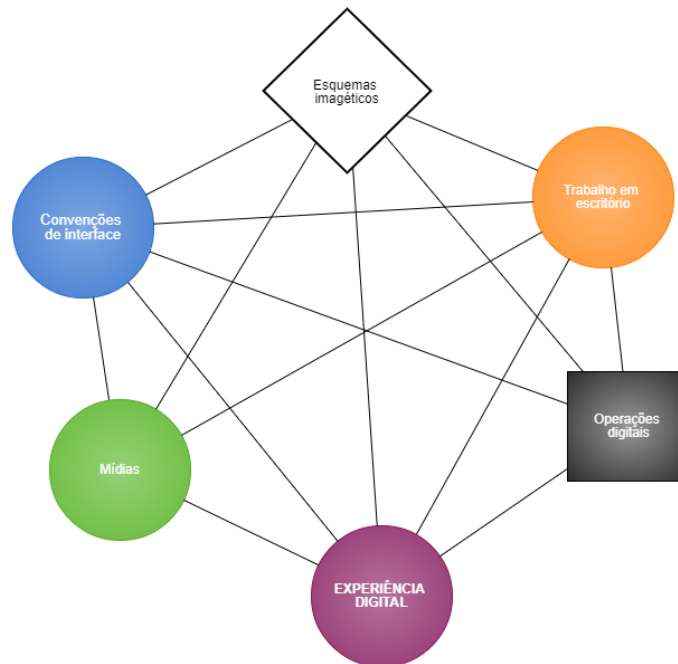 Esquemas
imagéticos
Trabalho em
escritório
Convenções
de interface
Operações
digitais
Mídias
EXPERIÊNCIA
DIGITAL